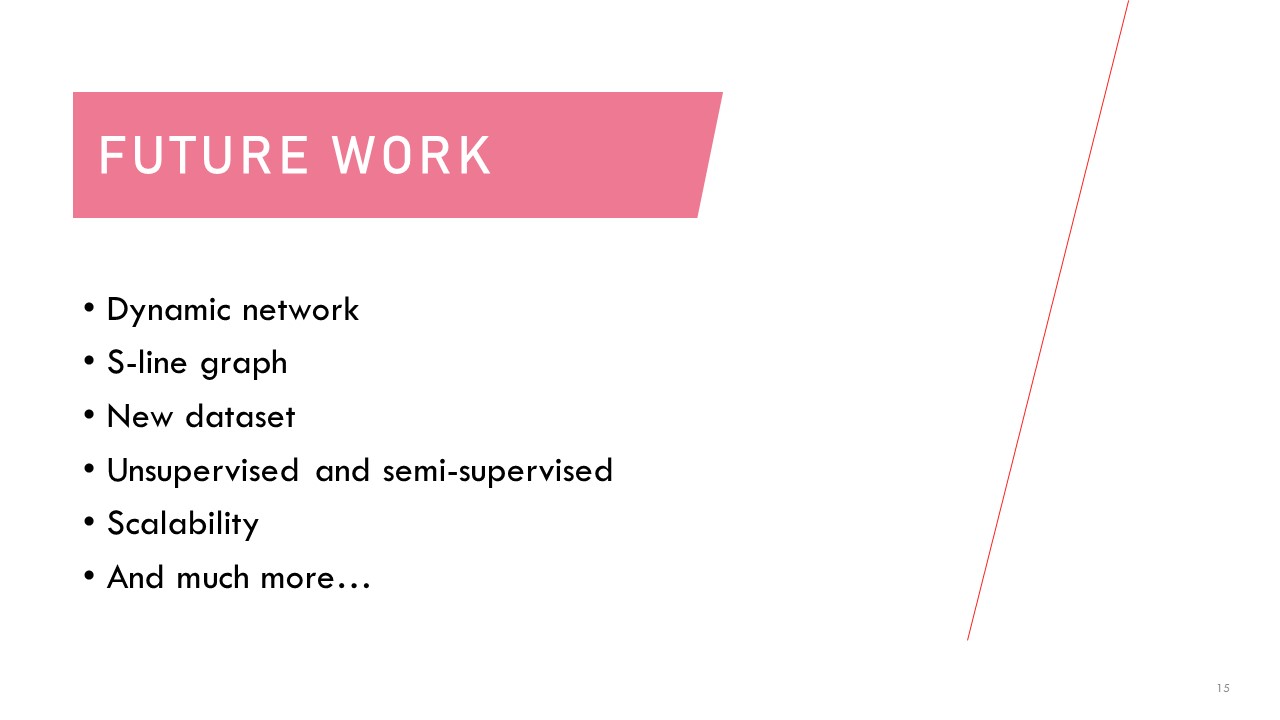 FUTURE WORK
• Dynamic network
• S-line graph
• New dataset
• Unsupervised and semi-supervised
• Scalability
• And much more…
15